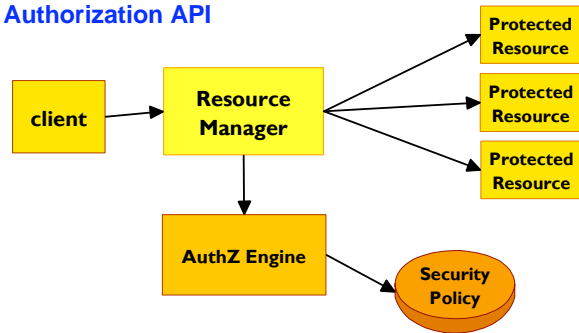 Authorization API
Protected
Resource
client
Resource
Manager
Protected
Resource
Protected
Resource
AuthZ Engine
Security
Policy